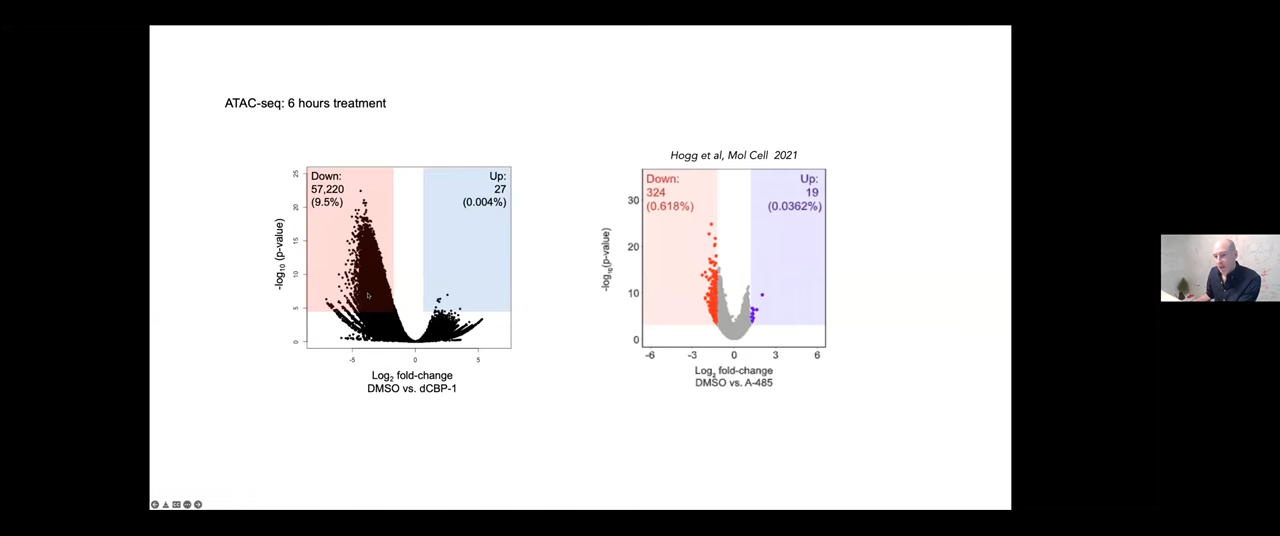 ATAC-seq: 6 hours treatment
Down:
57,220
(9.5%)
Up:
27
(0.004%)
25
20
15
10
5
0
-log10 (p-value)
-5
0
5
Log2 fold-change
DMSO vs. dCBP-1
Hogg et al, Mol Cell 2021
Down:
324
(0.618%)
Up:
19
(0.0362%)
30
20
10
0
-log10(p-value)
-6
-3
0
3
6
Log2 fold-change
DMSO vs. A-485